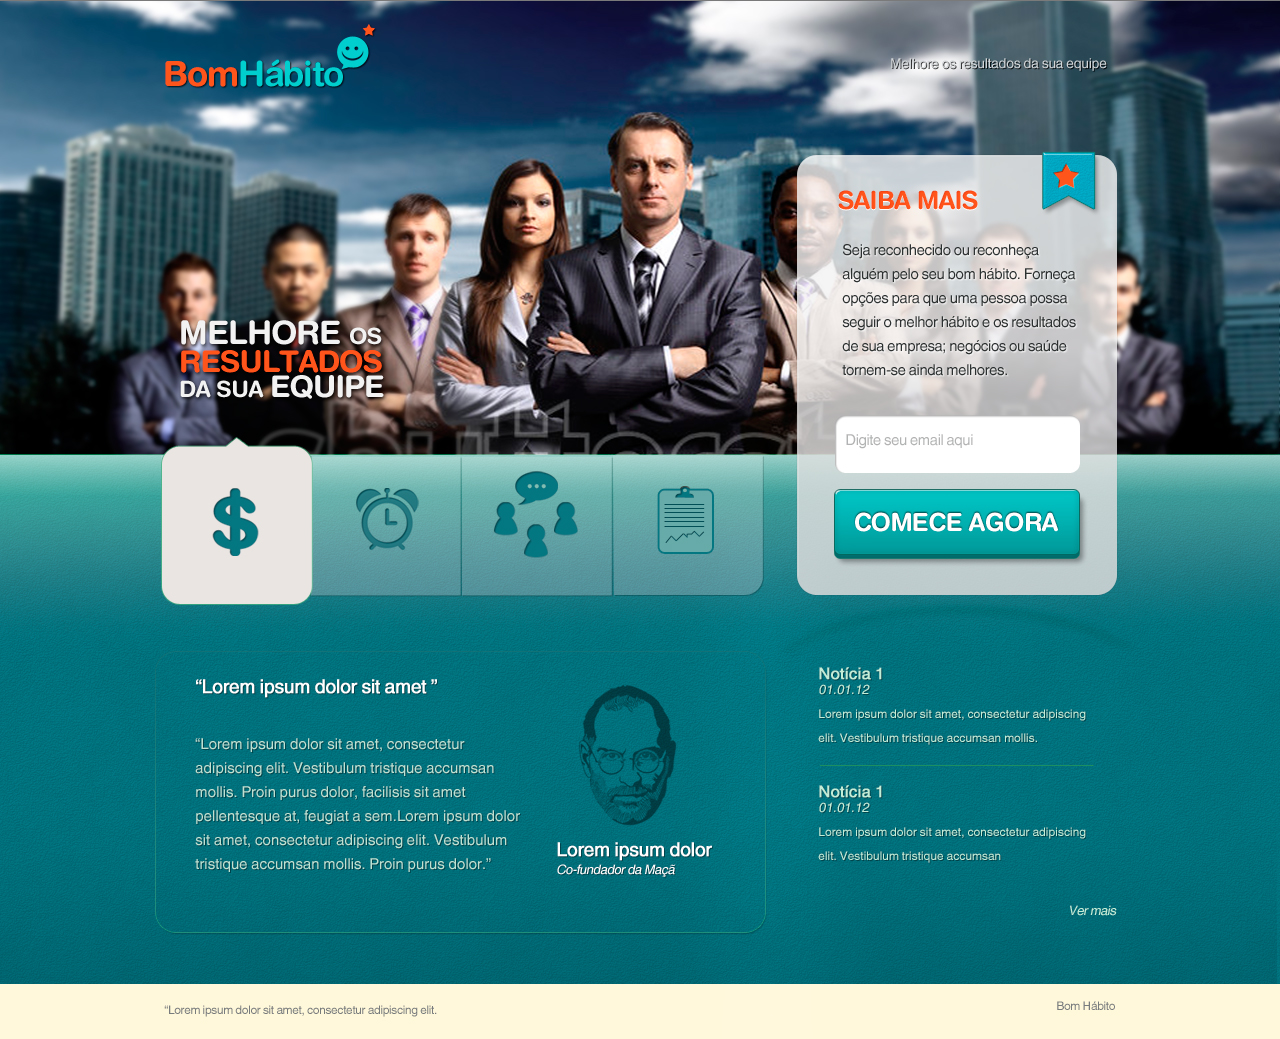 BomHábito
Melhore os resultados da sua equipe
MELHORE OS
RESULTADOS
DA SUA EQUIPE
SAIBA MAIS
Seja reconhecido ou reconheça
alguém pelo seu bom hábito. Forneça
opções para que uma pessoa possa
seguir o melhor hábito e os resultados
de sua empresa; negócios ou saúde
tornem-se ainda melhores.
Digite seu email aqui
COMECE AGORA
$
“Lorem ipsum dolor sit amet ”
“Lorem ipsum dolor sit amet, consectetur
adipiscing elit. Vestibulum tristique accumsan
mollis. Proin purus dolor, facilisis sit amet
pellentesque at, feugiat a sem.Lorem ipsum dolor
sit amet, consectetur adipiscing elit. Vestibulum
tristique accumsan mollis. Proin purus dolor.”
Lorem ipsum dolor
Co-fundador da Maçã
Notícia 1
01.01.12
Lorem ipsum dolor sit amet, consectetur adipiscing
elit. Vestibulum tristique accumsan mollis.
Notícia 1
01.01.12
Lorem ipsum dolor sit amet, consectetur adipiscing
elit. Vestibulum tristique accumsan
Ver mais
“Lorem ipsum dolor sit amet, consectetur adipiscing elit.
Bom Hábito